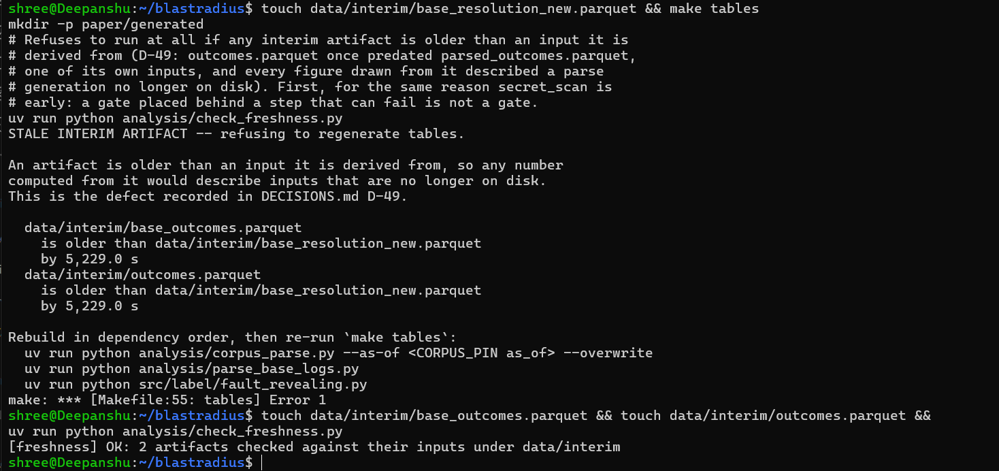 shree@Deepanshu:~/blastradius$ touch data/interim/base_resolution_new.parquet && make tables
mkdir -p paper/generated
# Refuses to run at all if any interim artifact is older than an input it is
# derived from (D-49: outcomes.parquet once predated parsed_outcomes.parquet,
# one of its own inputs, and every figure drawn from it described a parse
# generation no longer on disk). First, for the same reason secret_scan is
# early: a gate placed behind a step that can fail is not a gate.
uv run python analysis/check_freshness.py
STALE INTERIM ARTIFACT -- refusing to regenerate tables.

An artifact is older than an input it is derived from, so any number
computed from it would describe inputs that are no longer on disk.
This is the defect recorded in DECISIONS.md D-49.

  data/interim/base_outcomes.parquet
    is older than data/interim/base_resolution_new.parquet
    by 5,229.0 s
  data/interim/outcomes.parquet
    is older than data/interim/base_resolution_new.parquet
    by 5,229.0 s

Rebuild in dependency order, then re-run `make tables`:
  uv run python analysis/corpus_parse.py --as-of <CORPUS_PIN as_of> --overwrite
  uv run python analysis/parse_base_logs.py
  uv run python src/label/fault_revealing.py
make: *** [Makefile:55: tables] Error 1
shree@Deepanshu:~/blastradius$ touch data/interim/base_outcomes.parquet && touch data/interim/outcomes.parquet &&
uv run python analysis/check_freshness.py
[freshness] OK: 2 artifacts checked against their inputs under data/interim
shree@Deepanshu:~/blastradius$